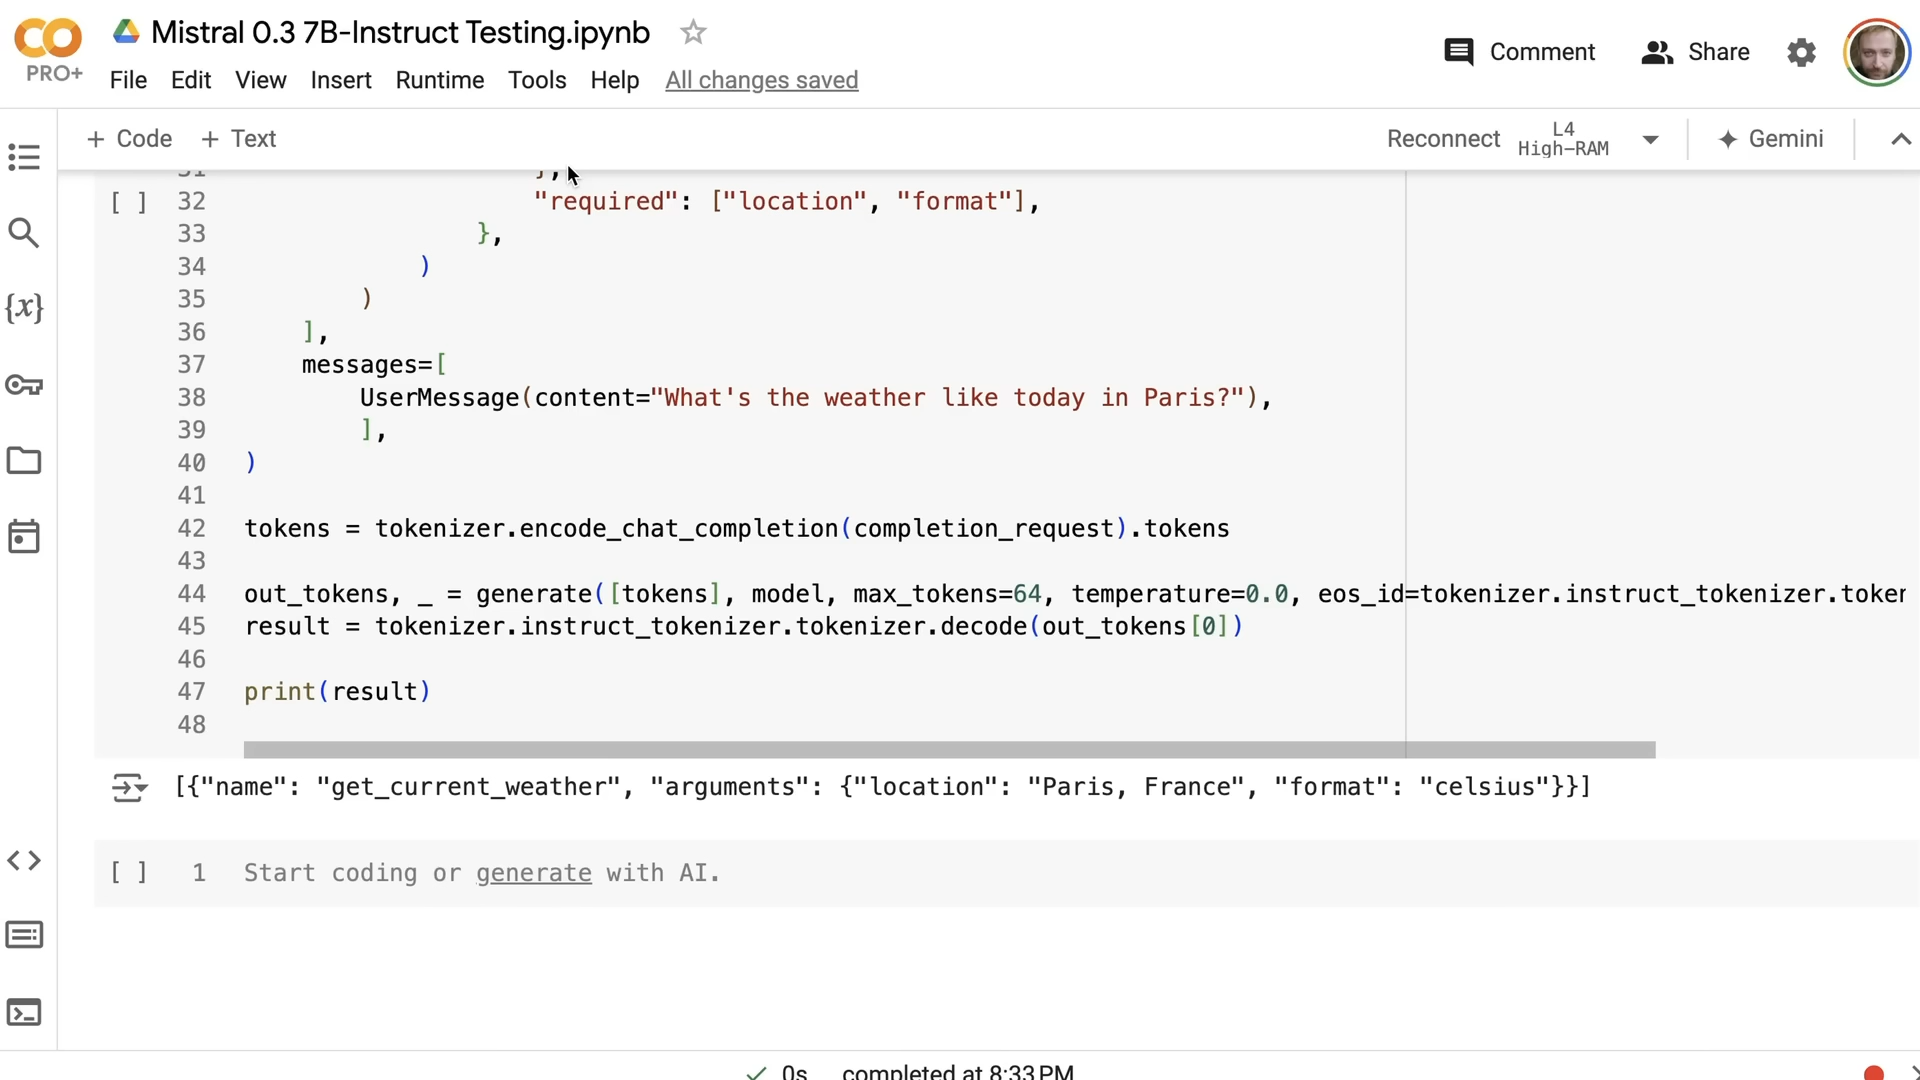 Mistral 0.3 7B-Instruct Testing.ipynb
PRO+
File Edit View Insert Runtime Tools Help All changes saved
Comment Share
+ Code + Text
Reconnect L4 High-RAM Gemini
31 },
[ ] 32 "required": ["location", "format"],
33 },
34 )
35 )
36 ],
37 messages=[
38 UserMessage(content="What's the weather like today in Paris?"),
39 ],
40 )
41
42 tokens = tokenizer.encode_chat_completion(completion_request).tokens
43
44 out_tokens, _ = generate([tokens], model, max_tokens=64, temperature=0.0, eos_id=tokenizer.instruct_tokenizer.token
45 result = tokenizer.instruct_tokenizer.tokenizer.decode(out_tokens[0])
46
47 print(result)
48
[{"name": "get_current_weather", "arguments": {"location": "Paris, France", "format": "celsius"}}]
[ ] 1 Start coding or generate with AI.
{x}
0s completed at 8:33 PM